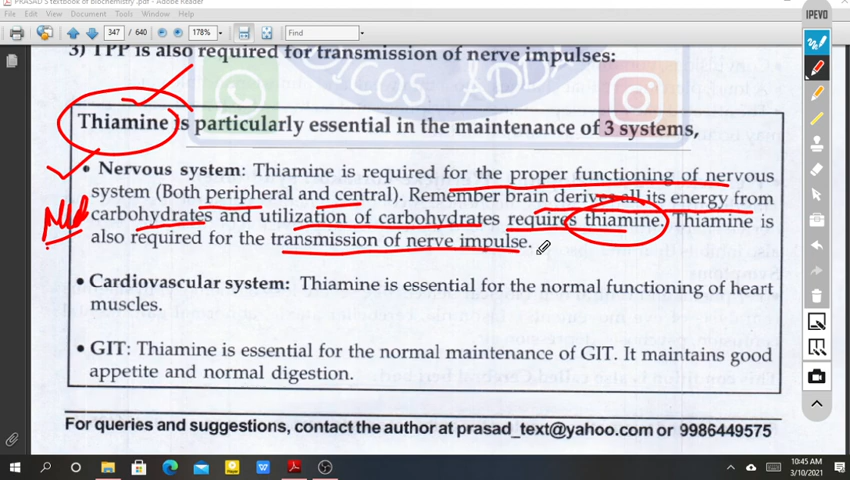 PRASAD'S textbook of biochemistry .pdf - Adobe Reader
File Edit View Document Tools Window Help
347 / 640 178% Find
IPEVO
3) TPP is also required for transmission of nerve impulses:
DICOS ADDA
Thiamine is particularly essential in the maintenance of 3 systems,
• Nervous system: Thiamine is required for the proper functioning of nervous
system (Both peripheral and central). Remember brain derives all its energy from
carbohydrates and utilization of carbohydrates requires thiamine. Thiamine is
also required for the transmission of nerve impulse.
• Cardiovascular system: Thiamine is essential for the normal functioning of heart
muscles.
• GIT: Thiamine is essential for the normal maintenance of GIT. It maintains good
appetite and normal digestion.
For queries and suggestions, contact the author at prasad_text@yahoo.com or 9986449575
10:45 AM
3/10/2021